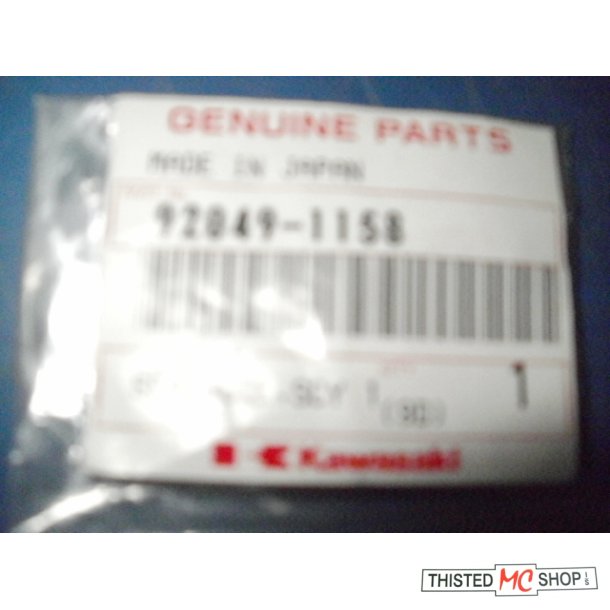 GENUINE PARTS
MADE IN JAPAN
92049-1158
1
Kawasaki
THISTED MC SHOP I/S